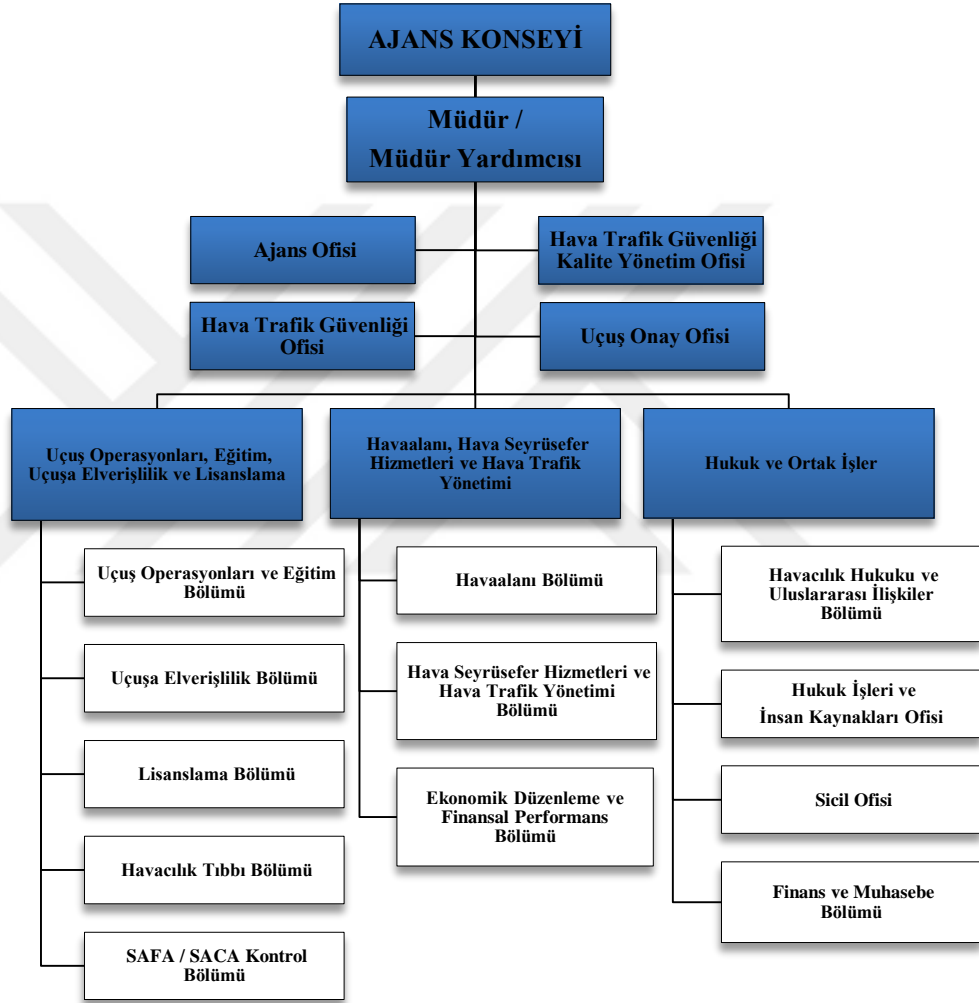 AJANS KONSEYİ
Müdür /
Müdür Yardımcısı
Ajans Ofisi
Hava Trafik Güvenliği
Kalite Yönetim Ofisi
Hava Trafik Güvenliği
Ofisi
Uçuş Onay Ofisi
Uçuş Operasyonları, Eğitim,
Uçuşa Elverişlilik ve Lisanslama
Havaalanı, Hava Seyrüsefer
Hizmetleri ve Hava Trafik
Yönetimi
Hukuk ve Ortak İşler
Uçuş Operasyonları ve Eğitim
Bölümü
Uçuşa Elverişlilik Bölümü
Lisanslama Bölümü
Havacılık Tıbbı Bölümü
SAFA / SACA Kontrol
Bölümü
Havaalanı Bölümü
Hava Seyrüsefer Hizmetleri ve
Hava Trafik Yönetimi
Bölümü
Ekonomik Düzenleme ve
Finansal Performans
Bölümü
Havacılık Hukuku ve
Uluslararası İlişkiler
Bölümü
Hukuk İşleri ve
İnsan Kaynakları Ofisi
Sicil Ofisi
Finans ve Muhasebe
Bölümü